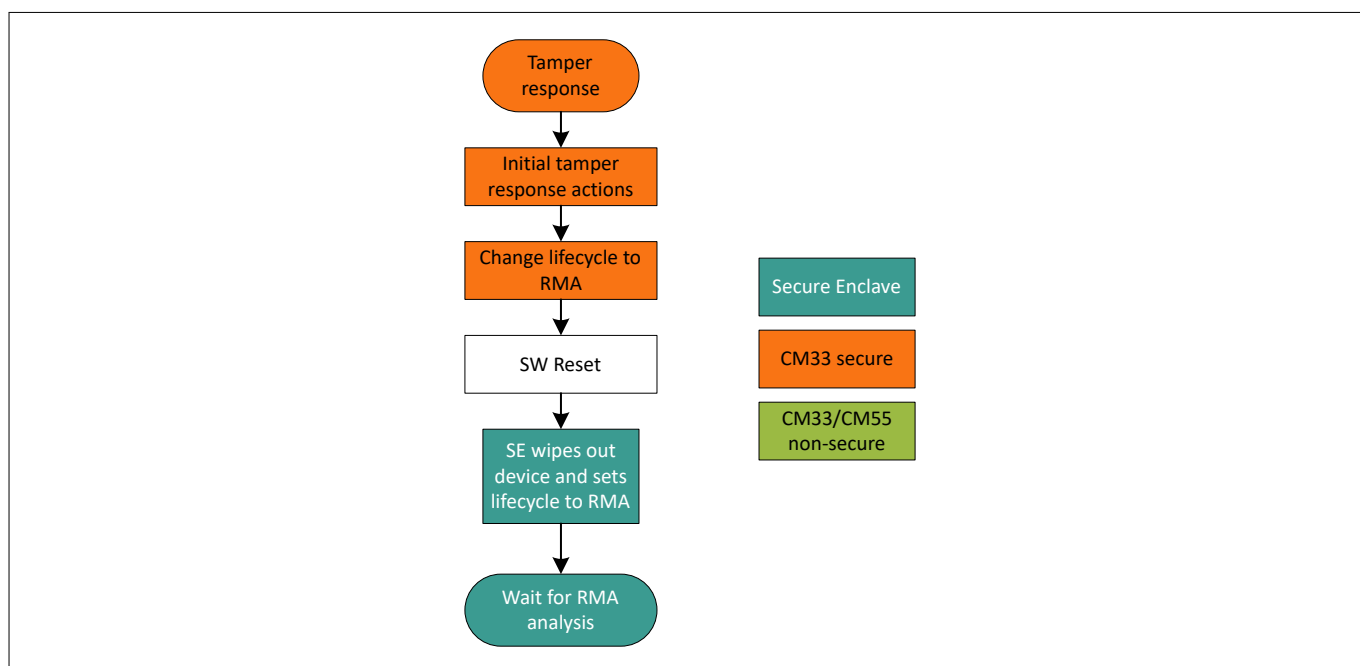 Tamper
response
Initial tamper
response actions
Change lifecycle to
RMA
SW Reset
SE wipes out
device and sets
lifecycle to RMA
Wait for RMA
analysis
Secure Enclave
CM33 secure
CM33/CM55
non-secure